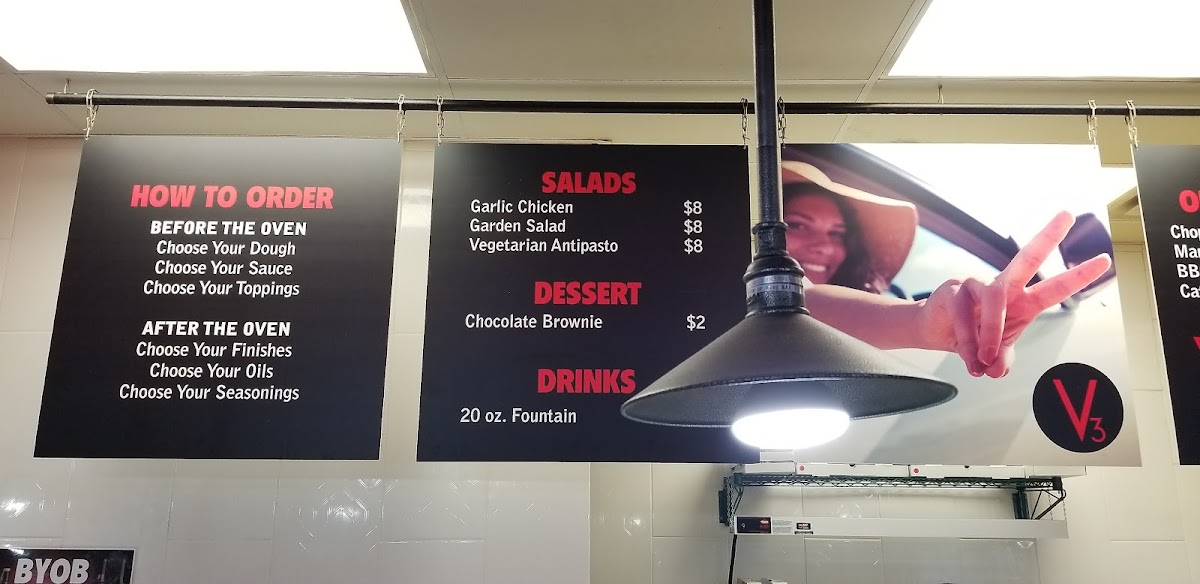 HOW TO ORDER
BEFORE THE OVEN
Choose Your Dough
Choose Your Sauce
Choose Your Toppings
AFTER THE OVEN
Choose Your Finishes
Choose Your Oils
Choose Your Seasonings
SALADS
Garlic Chicken $8
Garden Salad $8
Vegetarian Antipasto $8
DESSERT
Chocolate Brownie $2
DRINKS
20 oz. Fountain
V3
BYOB